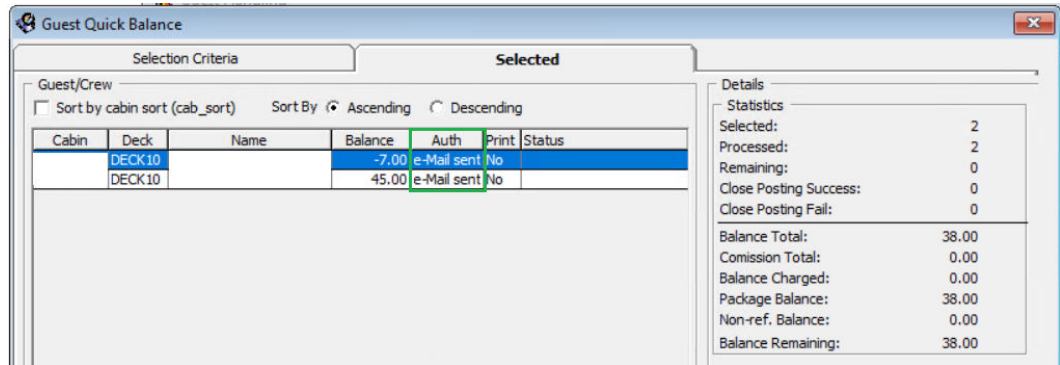 Guest Quick Balance
Selection Criteria
Selected
Guest/Crew
Sort by cabin sort (cab_sort) Sort By Ascending Descending
Cabin Deck Name Balance Auth Print Status
DECK10 -7.00 e-Mail sent No
DECK10 45.00 e-Mail sent No
Details
Statistics
Selected: 2
Processed: 2
Remaining: 0
Close Posting Success: 0
Close Posting Fail: 0
Balance Total: 38.00
Comission Total: 0.00
Balance Charged: 0.00
Package Balance: 38.00
Non-ref. Balance: 0.00
Balance Remaining: 38.00